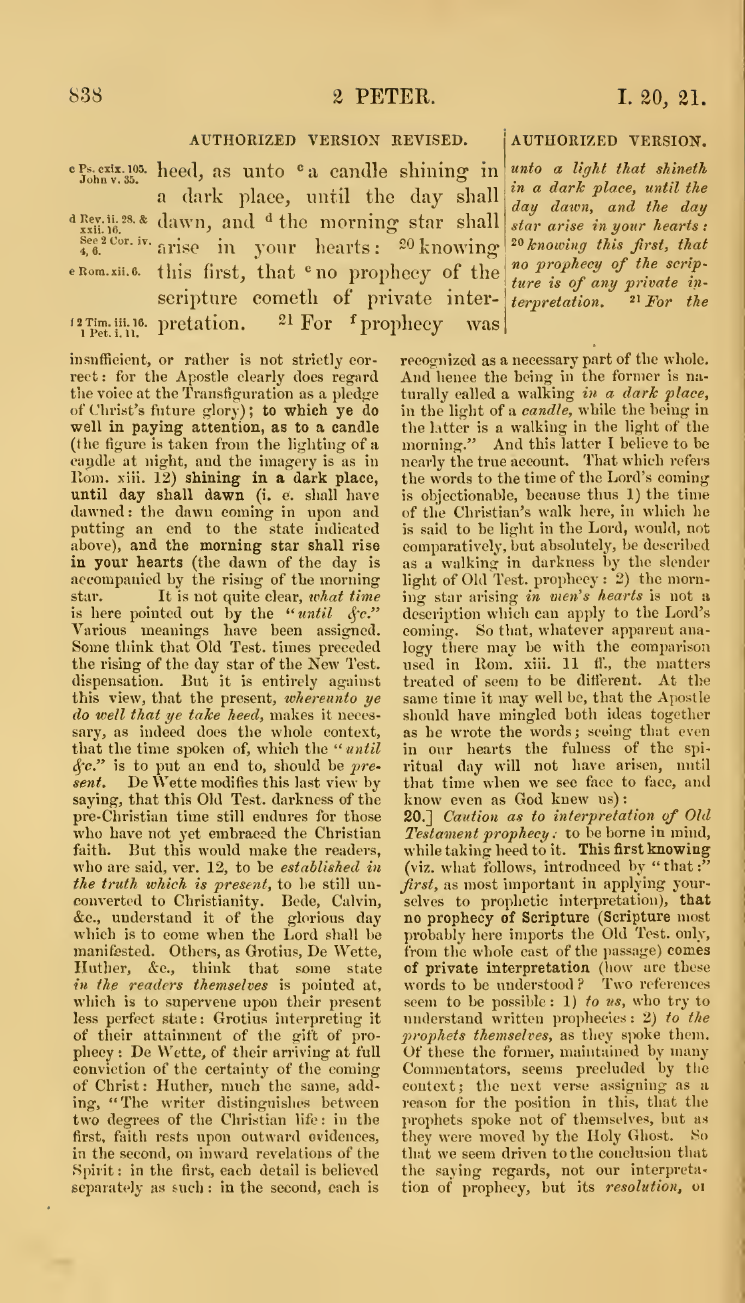 838
2 PETER.
I. 20, 21.
AUTHORIZED VERSION REVISED.
c Ps. cxix. 105.
John v. 35.
d Rev. ii. 28. &
xxii. 16.
See 2 Cor. iv.
4, 6.
e Rom. xii. 6.
f 2 Tim. iii. 16.
1 Pet. i. 11.
heed, as unto c a candle shining in
a dark place, until the day shall
dawn, and d the morning star shall
arise in your hearts: 20 knowing
this first, that e no prophecy of the
scripture cometh of private inter-
pretation. 21 For f prophecy was
AUTHORIZED VERSION.
unto a light that shineth
in a dark place, until the
day dawn, and the day
star arise in your hearts:
20 knowing this first, that
no prophecy of the scrip-
ture is of any private in-
terpretation. 21 For the
insufficient, or rather is not strictly cor-
rect: for the Apostle clearly does regard
the voice at the Transfiguration as a pledge
of Christ's future glory); to which ye do
well in paying attention, as to a candle
(the figure is taken from the lighting of a
candle at night, and the imagery is as in
Rom. xiii. 12) shining in a dark place,
until day shall dawn (i. e. shall have
dawned: the dawn coming in upon and
putting an end to the state indicated
above), and the morning star shall rise
in your hearts (the dawn of the day is
accompanied by the rising of the morning
star. It is not quite clear, what time
is here pointed out by the "until &c."
Various meanings have been assigned.
Some think that Old Test. times preceded
the rising of the day star of the New Test.
dispensation. But it is entirely against
this view, that the present, whereunto ye
do well that ye take heed, makes it neces-
sary, as indeed does the whole context,
that the time spoken of, which the "until
&c." is to put an end to, should be pre-
sent. De Wette modifies this last view by
saying, that this Old Test. darkness of the
pre-Christian time still endures for those
who have not yet embraced the Christian
faith. But this would make the readers,
who are said, ver. 12, to be established in
the truth which is present, to be still un-
converted to Christianity. Bede, Calvin,
&c., understand it of the glorious day
which is to come when the Lord shall be
manifested. Others, as Grotius, De Wette,
Huther, &c., think that some state
in the readers themselves is pointed at,
which is to supervene upon their present
less perfect state: Grotius interpreting it
of their attainment of the gift of pro-
phecy: De Wette, of their arriving at full
conviction of the certainty of the coming
of Christ: Huther, much the same, add-
ing, "The writer distinguishes between
two degrees of the Christian life: in the
first, faith rests upon outward evidences,
in the second, on inward revelations of the
Spirit: in the first, each detail is believed
separately as such: in the second, each is
recognized as a necessary part of the whole.
And hence the being in the former is na-
turally called a walking in a dark place,
in the light of a candle, while the being in
the latter is a walking in the light of the
morning." And this latter I believe to be
nearly the true account. That which refers
the words to the time of the Lord's coming
is objectionable, because thus 1) the time
of the Christian's walk here, in which he
is said to be light in the Lord, would, not
comparatively, but absolutely, be described
as a walking in darkness by the slender
light of Old Test. prophecy: 2) the morn-
ing star arising in men's hearts is not a
description which can apply to the Lord's
coming. So that, whatever apparent ana-
logy there may be with the comparison
used in Rom. xiii. 11 ff., the matters
treated of seem to be different. At the
same time it may well be, that the Apostle
should have mingled both ideas together
as he wrote the words; seeing that even
in our hearts the fulness of the spi-
ritual day will not have arisen, until
that time when we see face to face, and
know even as God knew us):
20.] Caution as to interpretation of Old
Testament prophecy: to be borne in mind,
while taking heed to it. This first knowing
(viz. what follows, introduced by "that:"
first, as most important in applying your-
selves to prophetic interpretation), that
no prophecy of Scripture (Scripture most
probably here imports the Old Test. only,
from the whole cast of the passage) comes
of private interpretation (how are these
words to be understood? Two references
seem to be possible: 1) to us, who try to
understand written prophecies: 2) to the
prophets themselves, as they spoke them.
Of these the former, maintained by many
Commentators, seems precluded by the
context; the next verse assigning as a
reason for the position in this, that the
prophets spoke not of themselves, but as
they were moved by the Holy Ghost. So
that we seem driven to the conclusion that
the saying regards, not our interpreta-
tion of prophecy, but its resolution, or